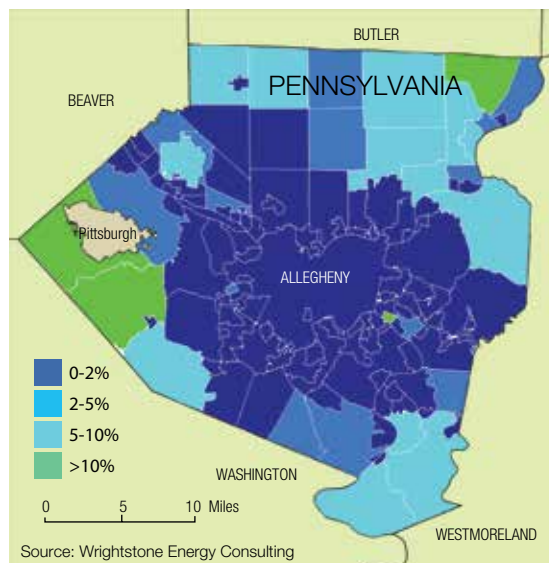 BUTLER
PENNSYLVANIA
BEAVER
Pittsburgh
ALLEGHENY
0-2%
2-5%
5-10%
>10%
WASHINGTON
0 5 10 Miles
WESTMORELAND
Source: Wrightstone Energy Consulting